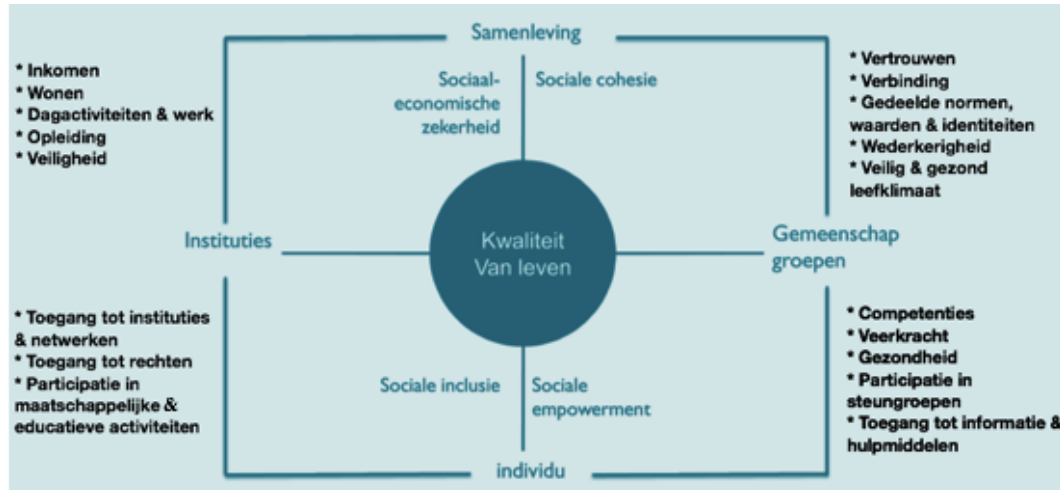 Samenleving
* Inkomen
* Wonen
* Dagactiviteiten & werk
* Opleiding
* Veiligheid
Sociaal-
economische
zekerheid
Sociale cohesie
* Vertrouwen
* Verbinding
* Gedeelde normen,
waarden & identiteiten
* Wederkerigheid
* Veilig & gezond
leefklimaat
Instituties
Kwaliteit
Van leven
Gemeenschap
groepen
* Toegang tot instituties
& netwerken
* Toegang tot rechten
* Participatie in
maatschappelijke &
educatieve activiteiten
Sociale inclusie
Sociale
empowerment
* Competenties
* Veerkracht
* Gezondheid
* Participatie in
steungroepen
* Toegang tot informatie &
hulpmiddelen
individu